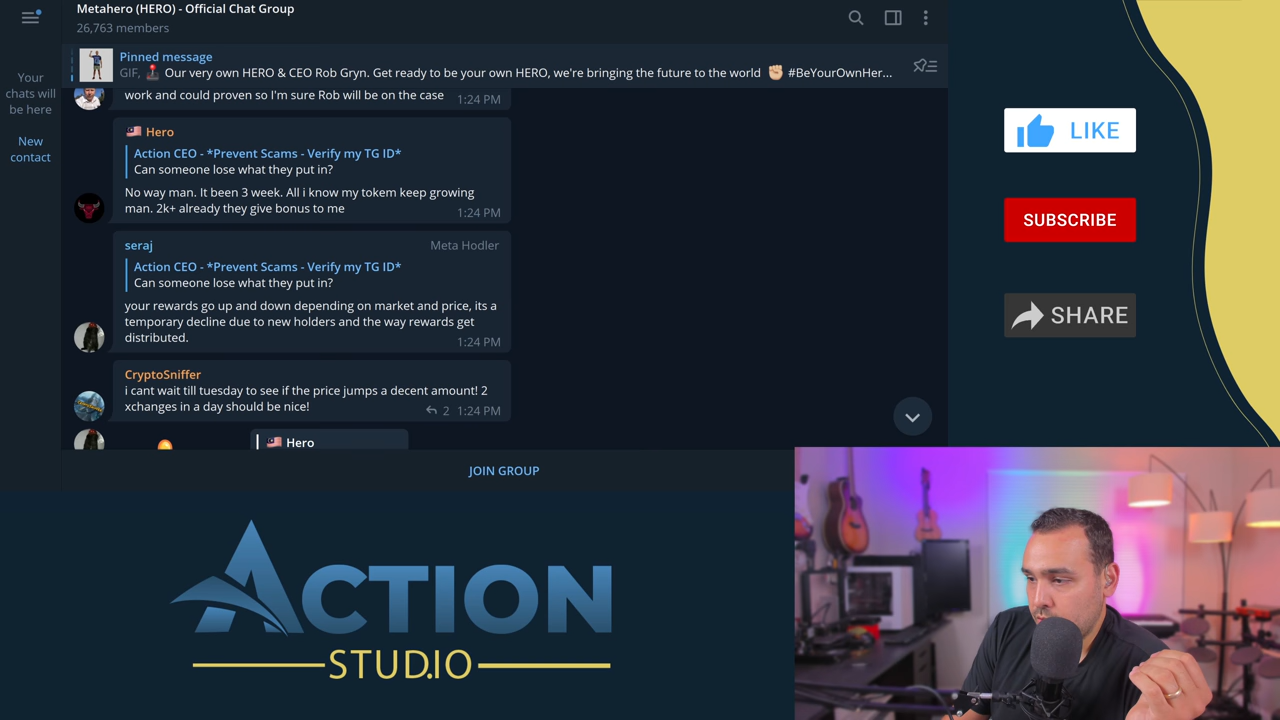 Metahero (HERO) - Official Chat Group
26,763 members
Pinned message
GIF, 🕹️ Our very own HERO & CEO Rob Gryn. Get ready to be your own HERO, we're bringing the future to the world ✊🏼 #BeYourOwnHer...
Your
chats will
be here
New
contact
work and could proven so I'm sure Rob will be on the case
1:24 PM
🇲🇾 Hero
Action CEO - *Prevent Scams - Verify my TG ID*
Can someone lose what they put in?
No way man. It been 3 week. All i know my tokem keep growing
man. 2k+ already they give bonus to me
1:24 PM
seraj
Meta Hodler
Action CEO - *Prevent Scams - Verify my TG ID*
Can someone lose what they put in?
your rewards go up and down depending on market and price, its a
temporary decline due to new holders and the way rewards get
distributed.
1:24 PM
CryptoSniffer
i cant wait till tuesday to see if the price jumps a decent amount! 2
xchanges in a day should be nice!
2 1:24 PM
🇲🇾 Hero
JOIN GROUP
LIKE
SUBSCRIBE
SHARE
ACTION
STUD.IO